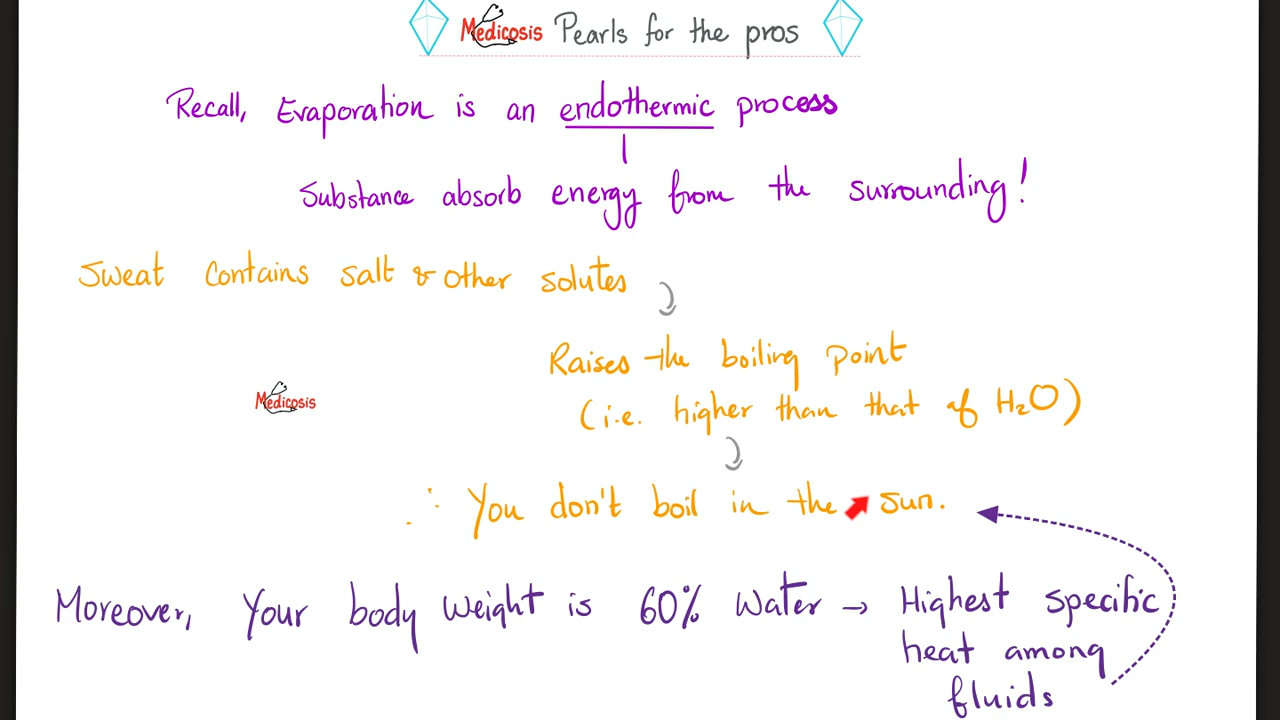 Medicosis Pearls for the pros
Recall, Evaporation is an endothermic process
Substance absorb energy from the surrounding!
Sweat contains salt & other solutes
Raises the boiling point
(i.e. higher than that of H₂O)
Medicosis
∴ You don't boil in the sun.
Moreover, Your body weight is 60% water → Highest specific
heat among
fluids